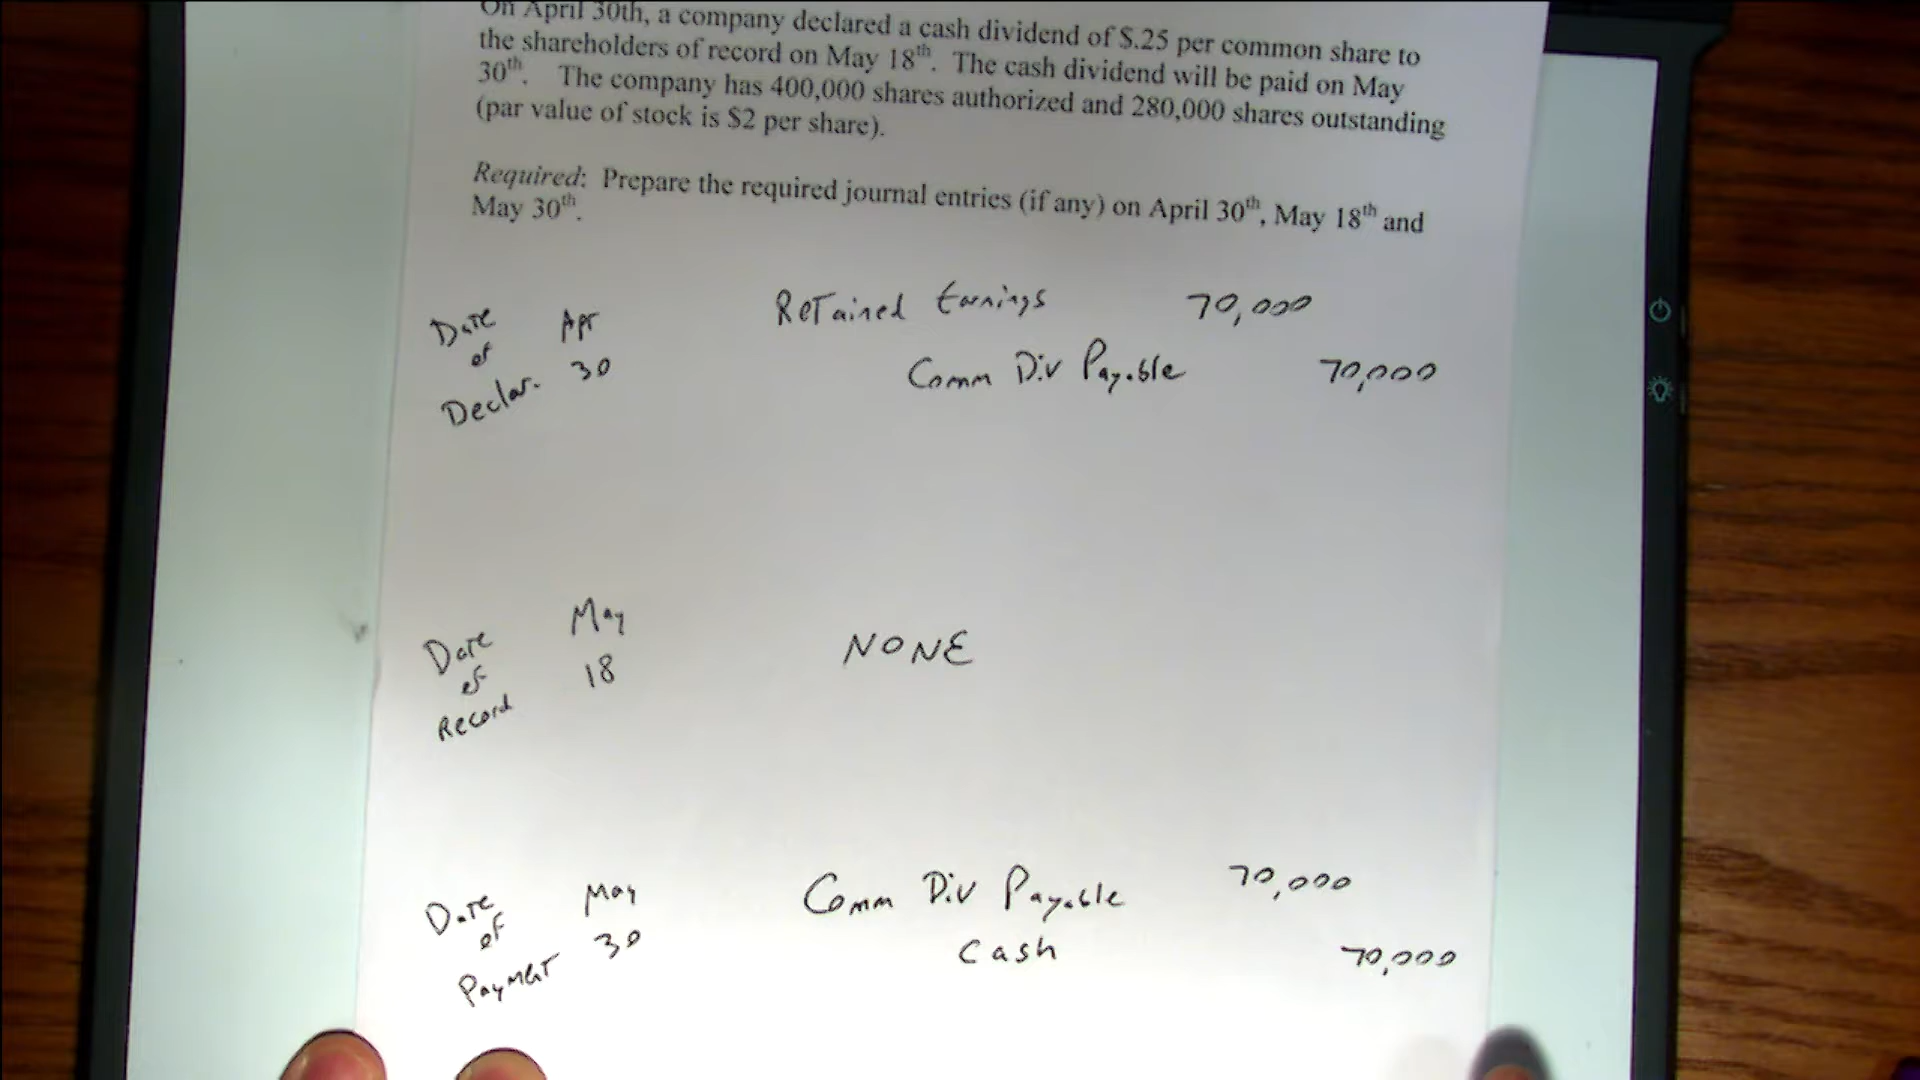 On April 30th, a company declared a cash dividend of $.25 per common share to
the shareholders of record on May 18th. The cash dividend will be paid on May
30th. The company has 400,000 shares authorized and 280,000 shares outstanding
(par value of stock is $2 per share).
Required: Prepare the required journal entries (if any) on April 30th, May 18th and
May 30th.
Date of Declar. Apr 30 Retained Earnings 70,000
Comm Div Payable 70,000
Date of Record May 18 NONE
Date of Payment May 30 Comm Div Payable 70,000
Cash 70,000